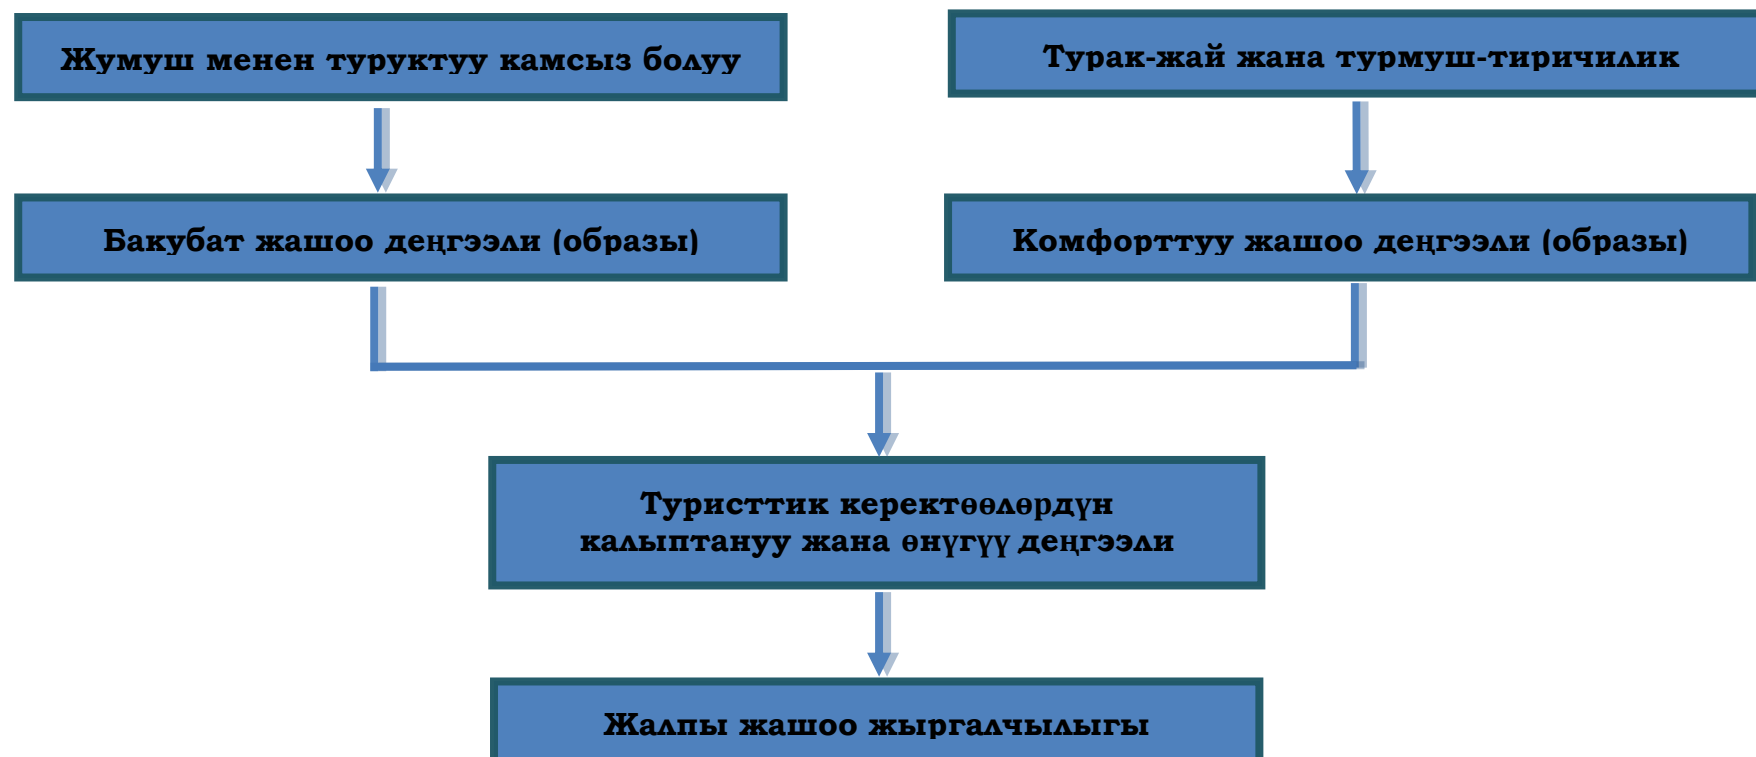 Жумуш менен туруктуу камсыз болуу
Турак-жай жана турмуш-тиричилик
Бакубат жашоо деңгээли (образы)
Комфорттуу жашоо деңгээли (образы)
Туристтик керектөөлөрдүн
калыптануу жана өнүгүү деңгээли
Жалпы жашоо жыргалчылыгы